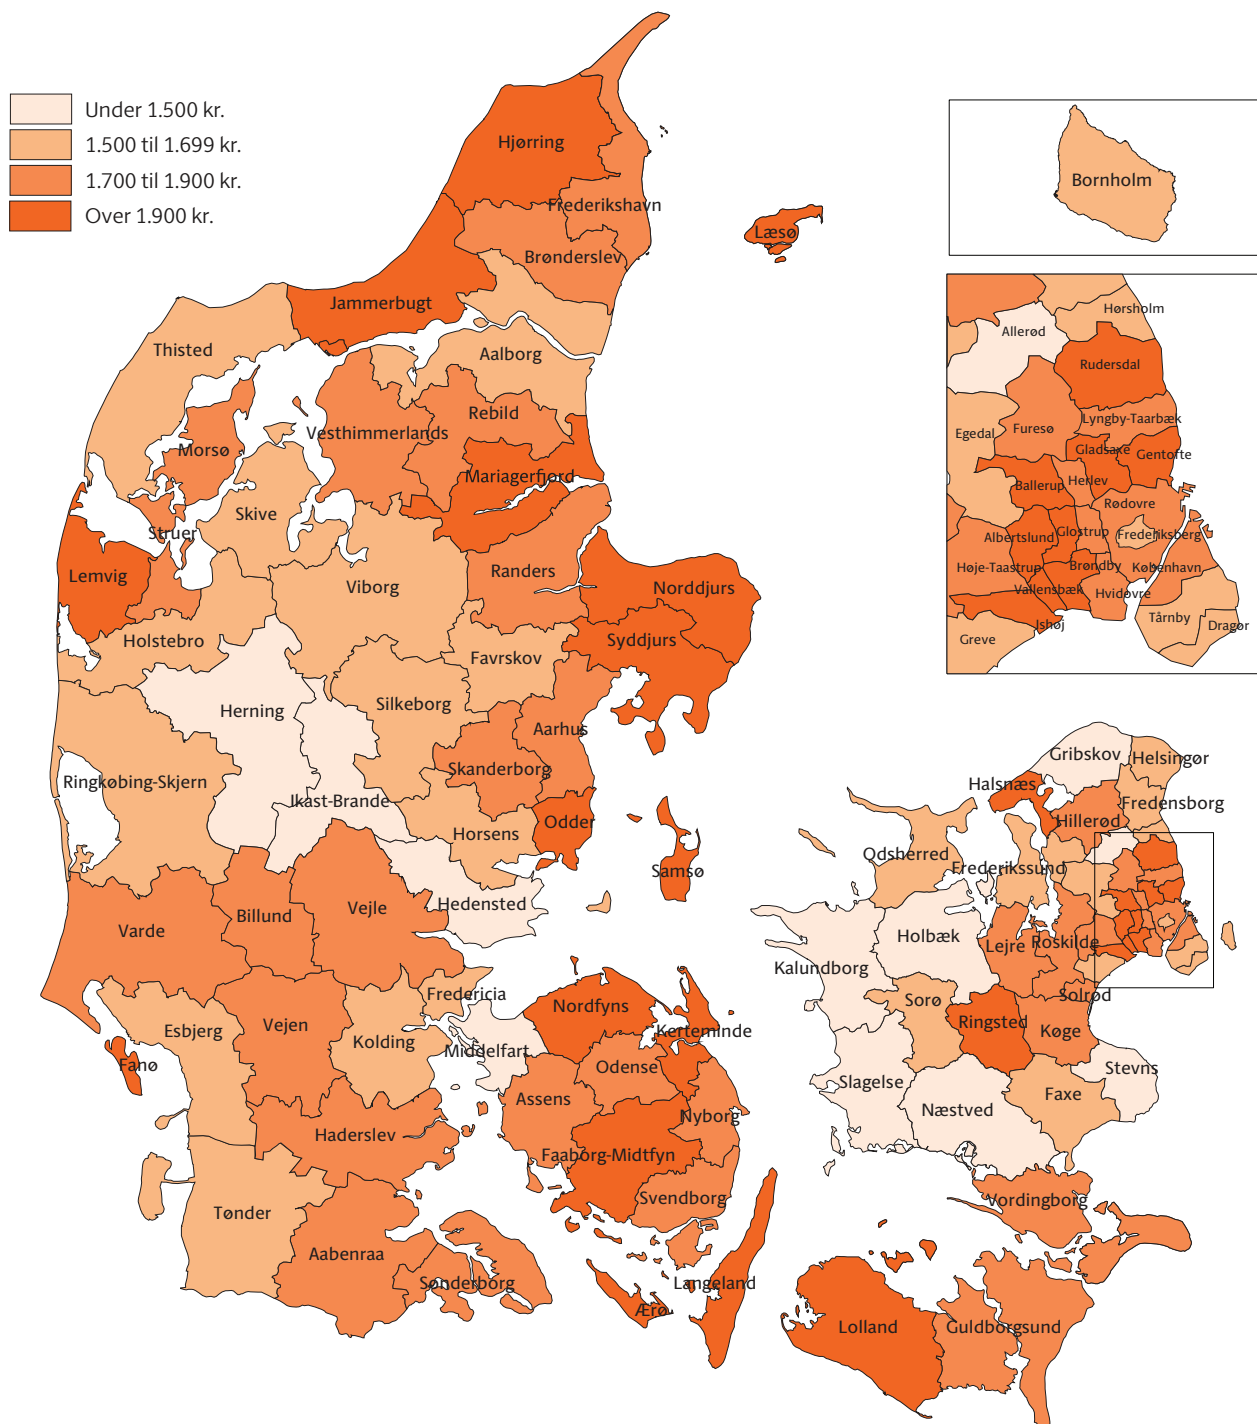 Under 1.500 kr.
1.500 til 1.699 kr.
1.700 til 1.900 kr.
Over 1.900 kr.
Hjørring
Frederikshavn
Brønderslev
Læsø
Jammerbugt
Thisted
Aalborg
Rebild
Vesthimmerlands
Morsø
Mariagerfjord
Skive
Struer
Lemvig
Viborg
Randers
Norddjurs
Syddjurs
Holstebro
Favrskov
Herning
Silkeborg
Aarhus
Skanderborg
Ringkøbing-Skjern
Ikast-Brande
Horsens
Odder
Samsø
Hedensted
Vejle
Billund
Varde
Fredericia
Nordfyns
Esbjerg
Vejen
Kolding
Middelfart
Kerteminde
Fanø
Odense
Assens
Nyborg
Haderslev
Faaborg-Midtfyn
Svendborg
Tønder
Aabenraa
Sønderborg
Langeland
Ærø
Bornholm
Hørsholm
Allerød
Rudersdal
Lyngby-Taarbæk
Furesø
Egedal
Gladsaxe
Gentofte
Ballerup
Herlev
Rødovre
Albertslund
Glostrup
Frederiksberg
Høje-Taastrup
Brøndby
København
Vallensbæk
Hvidovre
Ishøj
Tårnby
Dragør
Greve
Gribskov
Helsingør
Halsnæs
Fredensborg
Hillerød
Odsherred
Frederikssund
Holbæk
Lejre
Roskilde
Kalundborg
Solrød
Sorø
Ringsted
Køge
Stevns
Slagelse
Næstved
Faxe
Vordingborg
Lolland
Guldborgsund